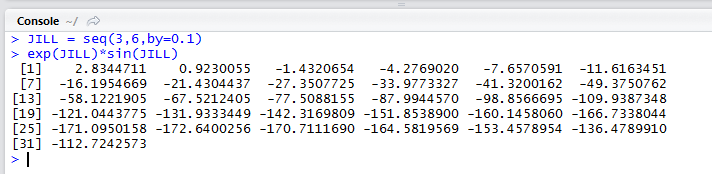 Console ~/
> JILL = seq(3,6,by=0.1)
> exp(JILL)*sin(JILL)
[1] 2.8344711 0.9230055 -1.4320654 -4.2769020 -7.6570591 -11.6163451
[7] -16.1954669 -21.4304437 -27.3507725 -33.9773327 -41.3200162 -49.3750762
[13] -58.1221905 -67.5212405 -77.5088155 -87.9944570 -98.8566695 -109.9387348
[19] -121.0443775 -131.9333449 -142.3169809 -151.8538900 -160.1458060 -166.7338044
[25] -171.0950158 -172.6400256 -170.7111690 -164.5819569 -153.4578954 -136.4789910
[31] -112.7242573
>